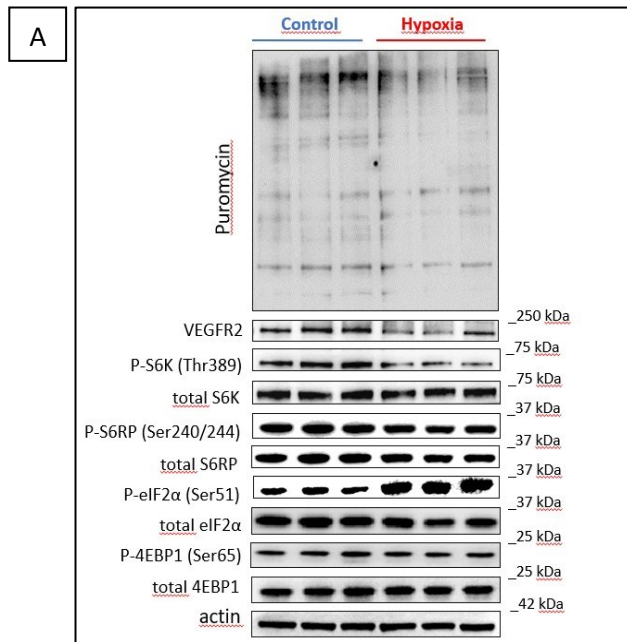 A
Control Hypoxia
Puromycin
_250 kDa
VEGFR2
_75 kDa
P-S6K (Thr389)
_75 kDa
total S6K
_37 kDa
P-S6RP (Ser240/244)
_37 kDa
total S6RP
_37 kDa
P-eIF2α (Ser51)
_37 kDa
total eIF2α
_25 kDa
P-4EBP1 (Ser65)
_25 kDa
total 4EBP1
_42 kDa
actin